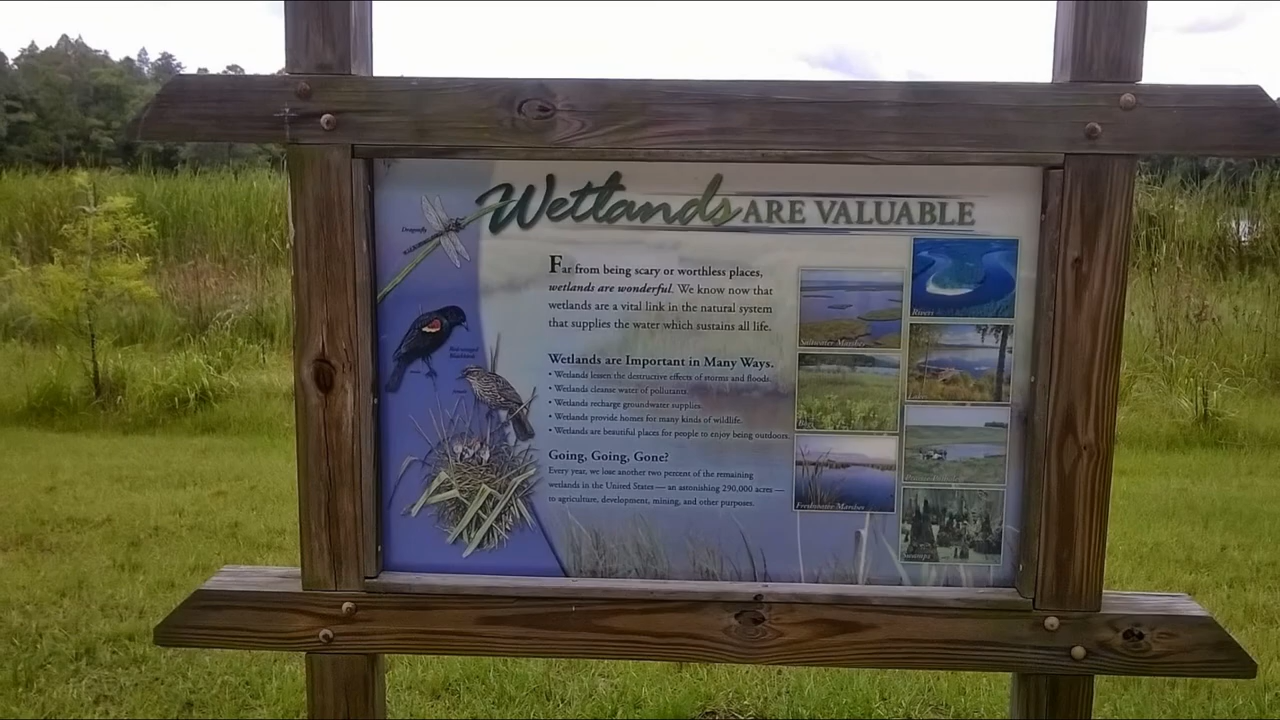 Wetlands ARE VALUABLE
Dragonfly
Far from being scary or worthless places,
wetlands are wonderful. We know now that
wetlands are a vital link in the natural system
that supplies the water which sustains all life.
Red-winged
Blackbird
Wetlands are Important in Many Ways.
• Wetlands lessen the destructive effects of storms and floods.
• Wetlands cleanse water of pollutants.
• Wetlands recharge groundwater supplies.
• Wetlands provide homes for many kinds of wildlife.
• Wetlands are beautiful places for people to enjoy being outdoors.
Going, Going, Gone?
Every year, we lose another two percent of the remaining
wetlands in the United States — an astonishing 290,000 acres —
to agriculture, development, mining, and other purposes.
Rivers
Saltwater Marshes
Bogs
Freshwater Marshes
Swamps